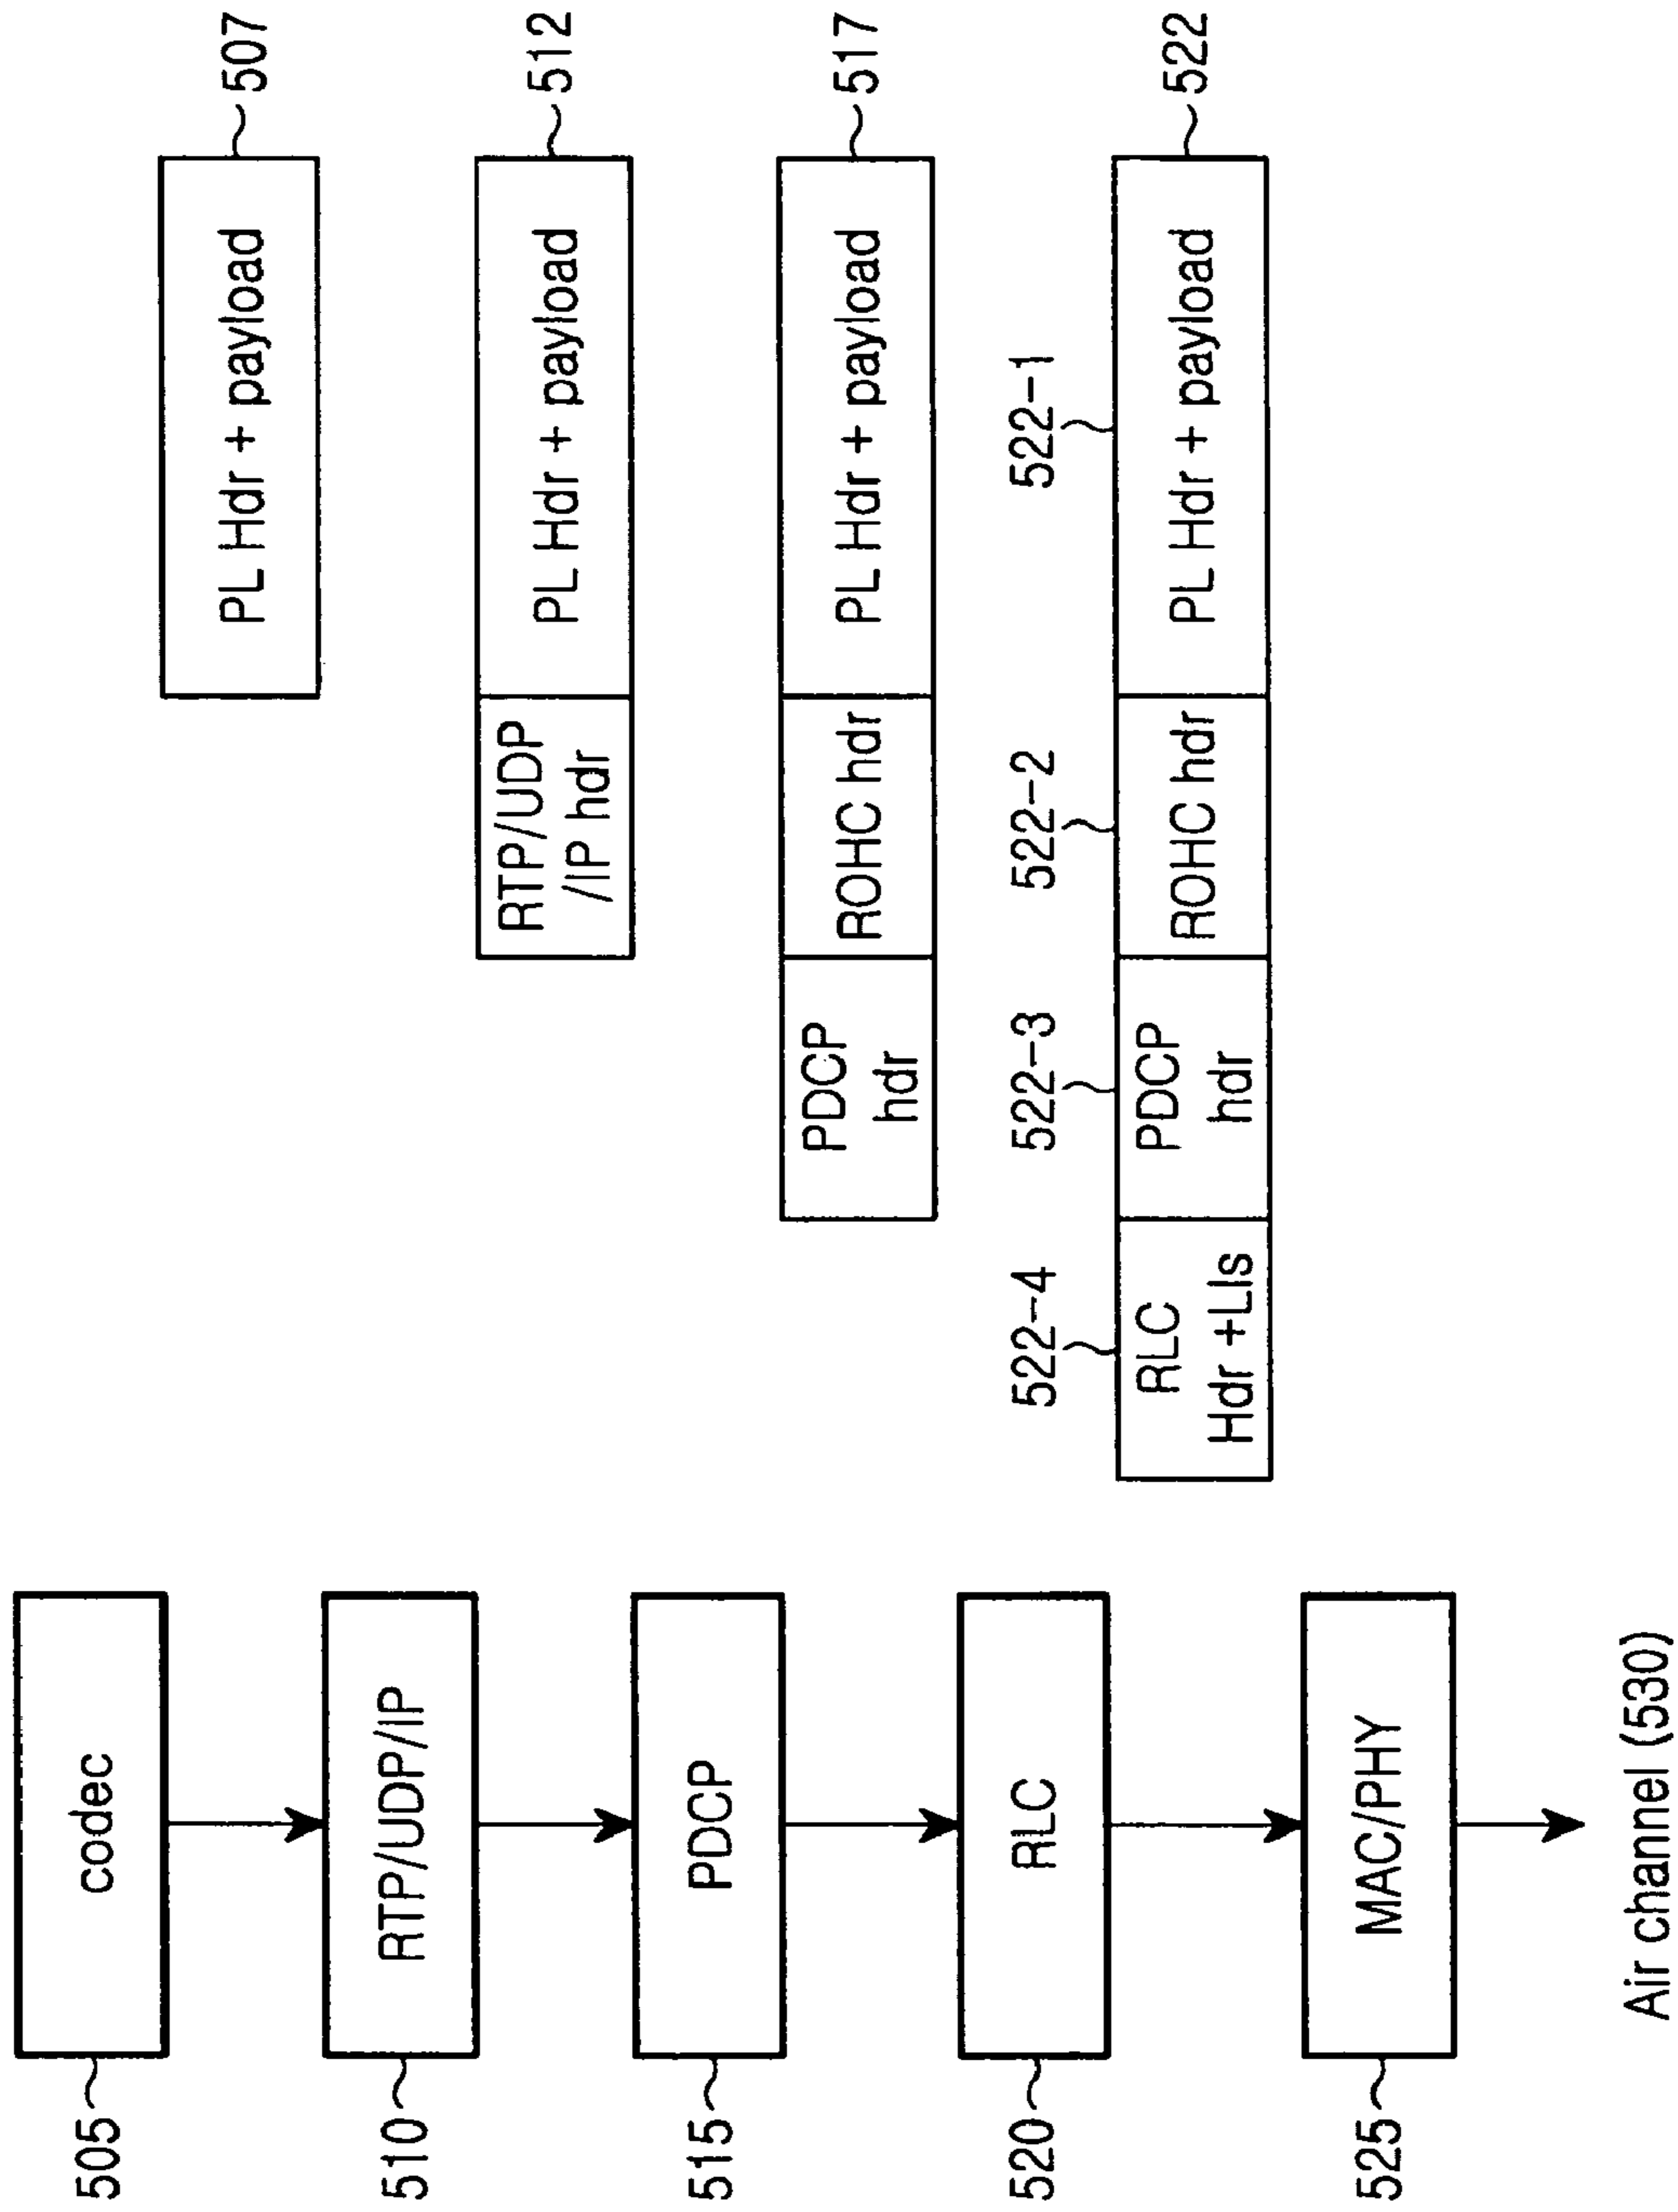 505
codec
PL Hdr + payload
507
510
RTP/UDP/IP
RTP/UDP
/IP hdr
PL Hdr + payload
512
515
PDCP
PDCP
hdr
ROHC hdr
PL Hdr + payload
517
520
RLC
522-4
522-3
522-2
522-1
RLC
Hdr +LIs
PDCP
hdr
ROHC hdr
PL Hdr + payload
522
525
MAC/PHY
Air channel (530)